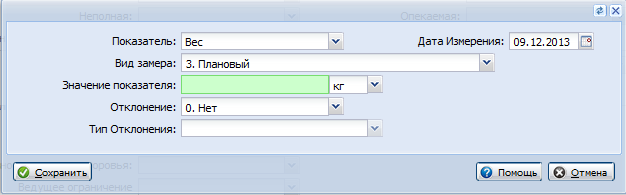 Неполная: Опекаемая:
Показатель: Вес Дата Измерения: 09.12.2013
Вид замера: 3. Плановый
Значение показателя: кг
Отклонение: 0. Нет
Тип Отклонения:
Сохранить здоровья: Помощь Отмена
Ведущее ограничение